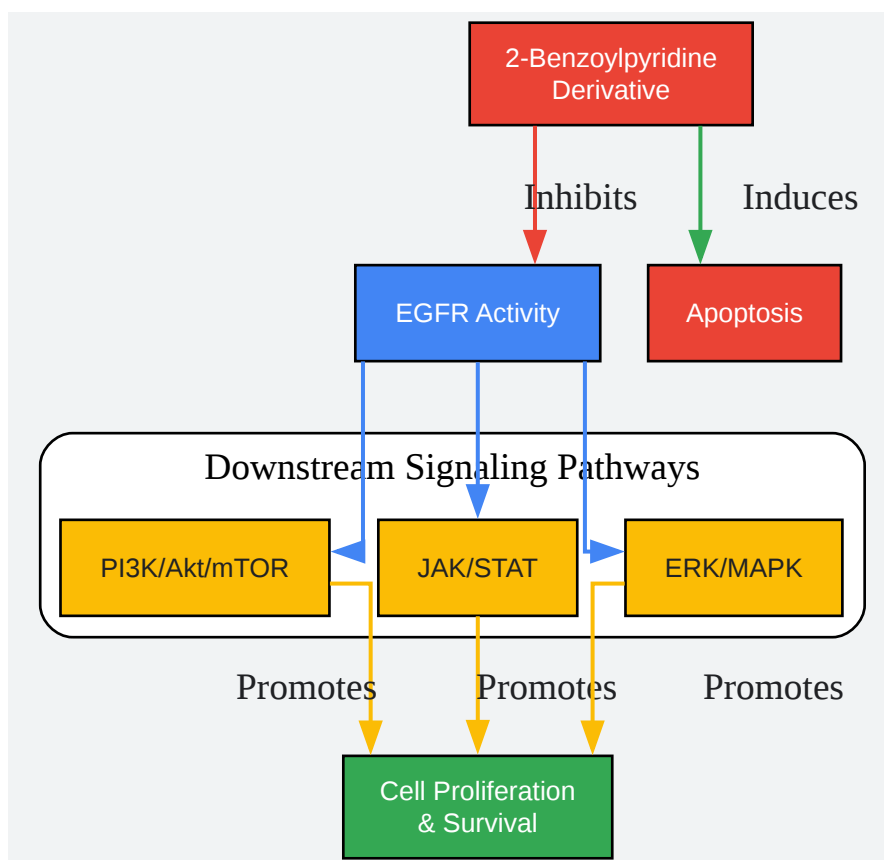 2-Benzoylpyridine
Derivative
Inhibits
Induces
EGFR Activity
Apoptosis
Downstream Signaling Pathways
PI3K/Akt/mTOR
JAK/STAT
ERK/MAPK
Promotes
Promotes
Promotes
Cell Proliferation
& Survival